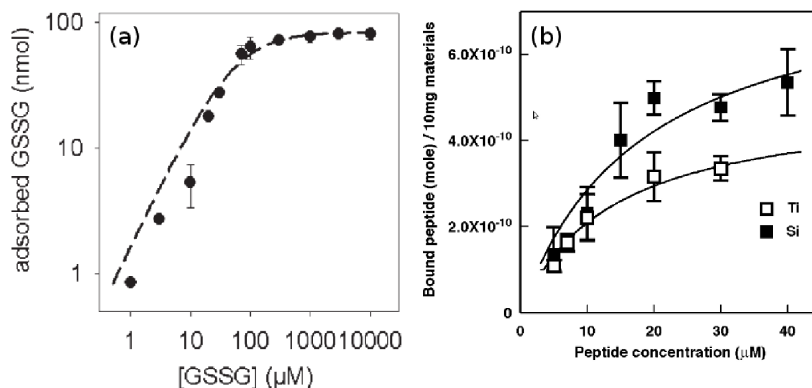 (a)
100
10
1
adsorbed GSSG (nmol)
1
10
100
1000
10000
[GSSG] (µM)
(b)
6.0X10-10
4.0X10-10
2.0X10-10
0
Bound peptide (mole) / 10mg materials
Ti
Si
0
10
20
30
40
Peptide concentration (µM)